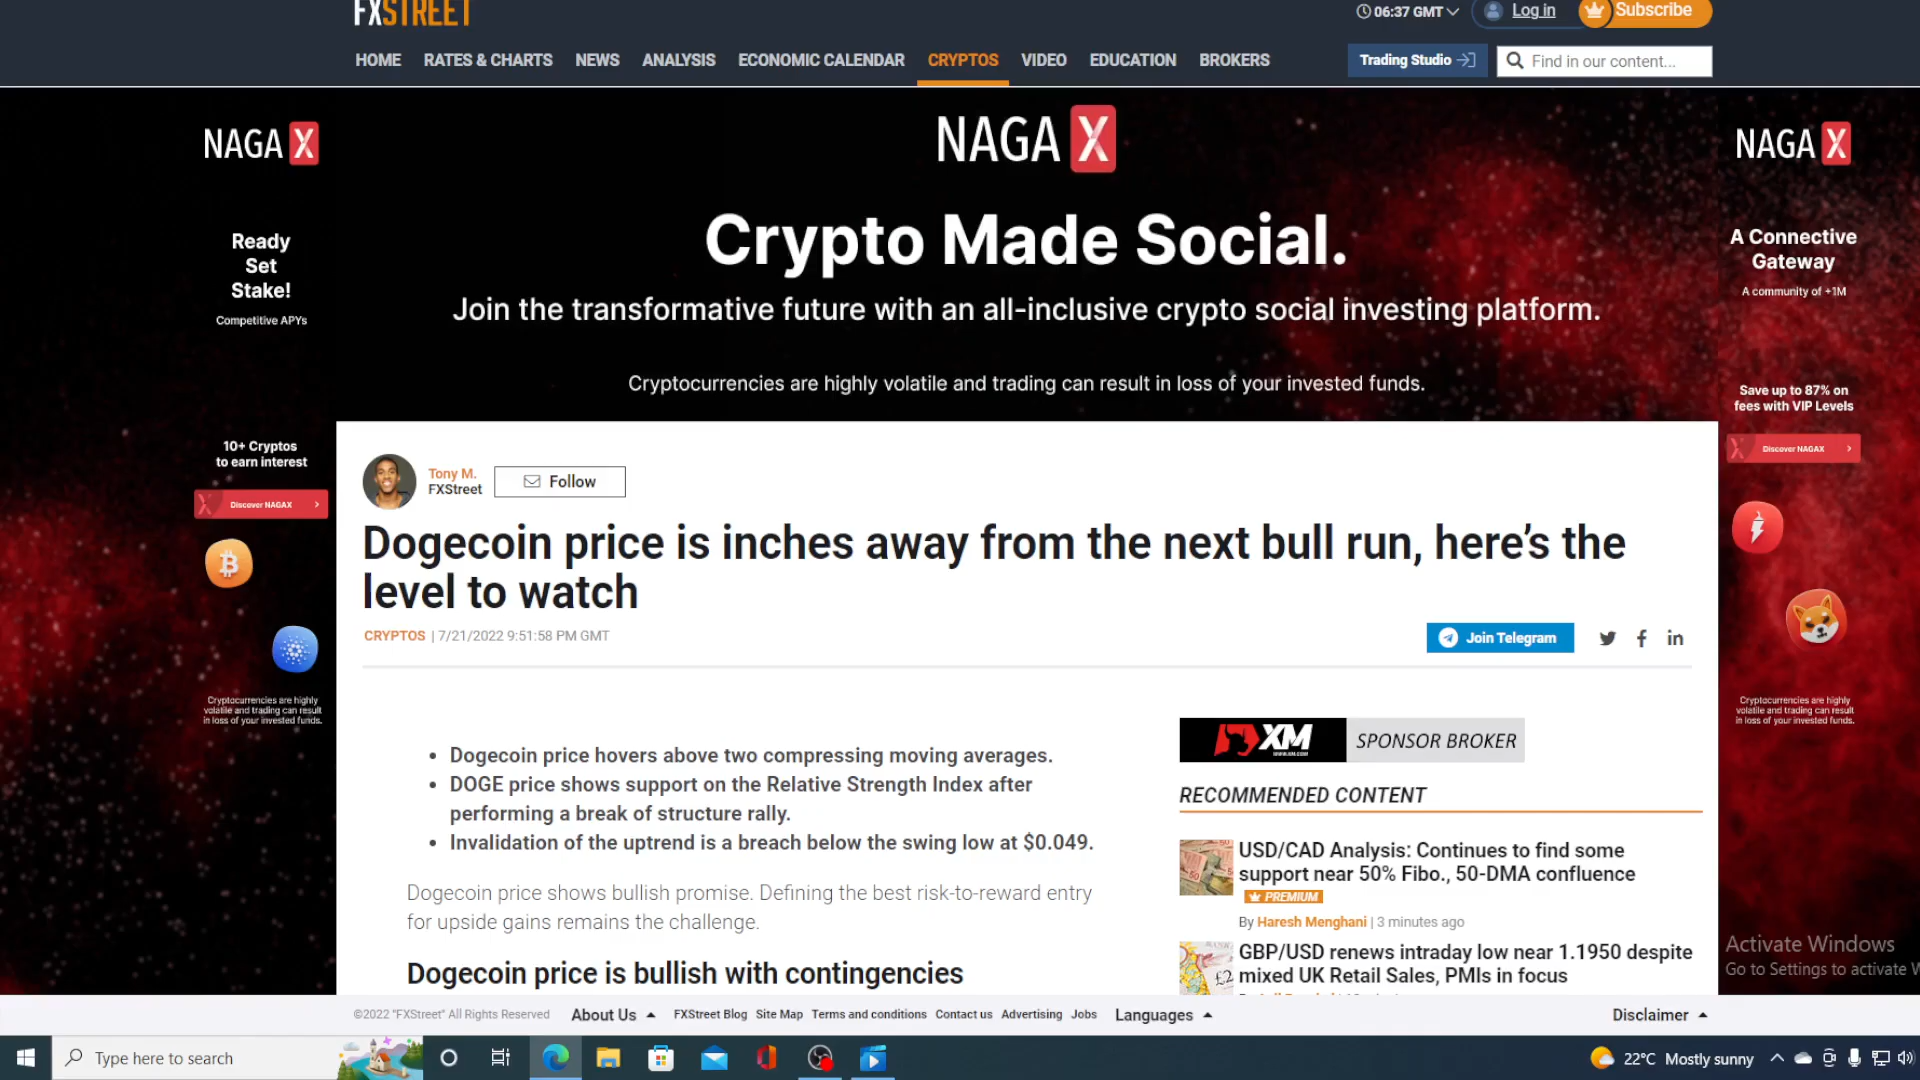 FXSTREET
06:37 GMT
Log in
Subscribe
HOME RATES & CHARTS NEWS ANALYSIS ECONOMIC CALENDAR CRYPTOS VIDEO EDUCATION BROKERS
Trading Studio
Find in our content...
NAGA X
Ready
Set
Stake!
Competitive APYs
10+ Cryptos
to earn interest
Discover NAGAX
Cryptocurrencies are highly
volatile and trading can result
in loss of your invested funds.
NAGA X
Crypto Made Social.
Join the transformative future with an all-inclusive crypto social investing platform.
Cryptocurrencies are highly volatile and trading can result in loss of your invested funds.
NAGA X
A Connective
Gateway
A community of +1M
Save up to 87% on
fees with VIP Levels
Discover NAGAX
Cryptocurrencies are highly
volatile and trading can result
in loss of your invested funds.
Tony M.
FXStreet
Follow
Dogecoin price is inches away from the next bull run, here’s the
level to watch
CRYPTOS | 7/21/2022 9:51:58 PM GMT
Join Telegram
• Dogecoin price hovers above two compressing moving averages.
• DOGE price shows support on the Relative Strength Index after
performing a break of structure rally.
• Invalidation of the uptrend is a breach below the swing low at $0.049.
Dogecoin price shows bullish promise. Defining the best risk-to-reward entry
for upside gains remains the challenge.
Dogecoin price is bullish with contingencies
XM
SPONSOR BROKER
RECOMMENDED CONTENT
USD/CAD Analysis: Continues to find some
support near 50% Fibo., 50-DMA confluence
PREMIUM
By Haresh Menghani | 3 minutes ago
GBP/USD renews intraday low near 1.1950 despite
mixed UK Retail Sales, PMIs in focus
Activate Windows
Go to Settings to activate W
©2022 "FXStreet" All Rights Reserved
About Us
FXStreet Blog Site Map Terms and conditions Contact us Advertising Jobs
Languages
Disclaimer
Type here to search
22°C Mostly sunny